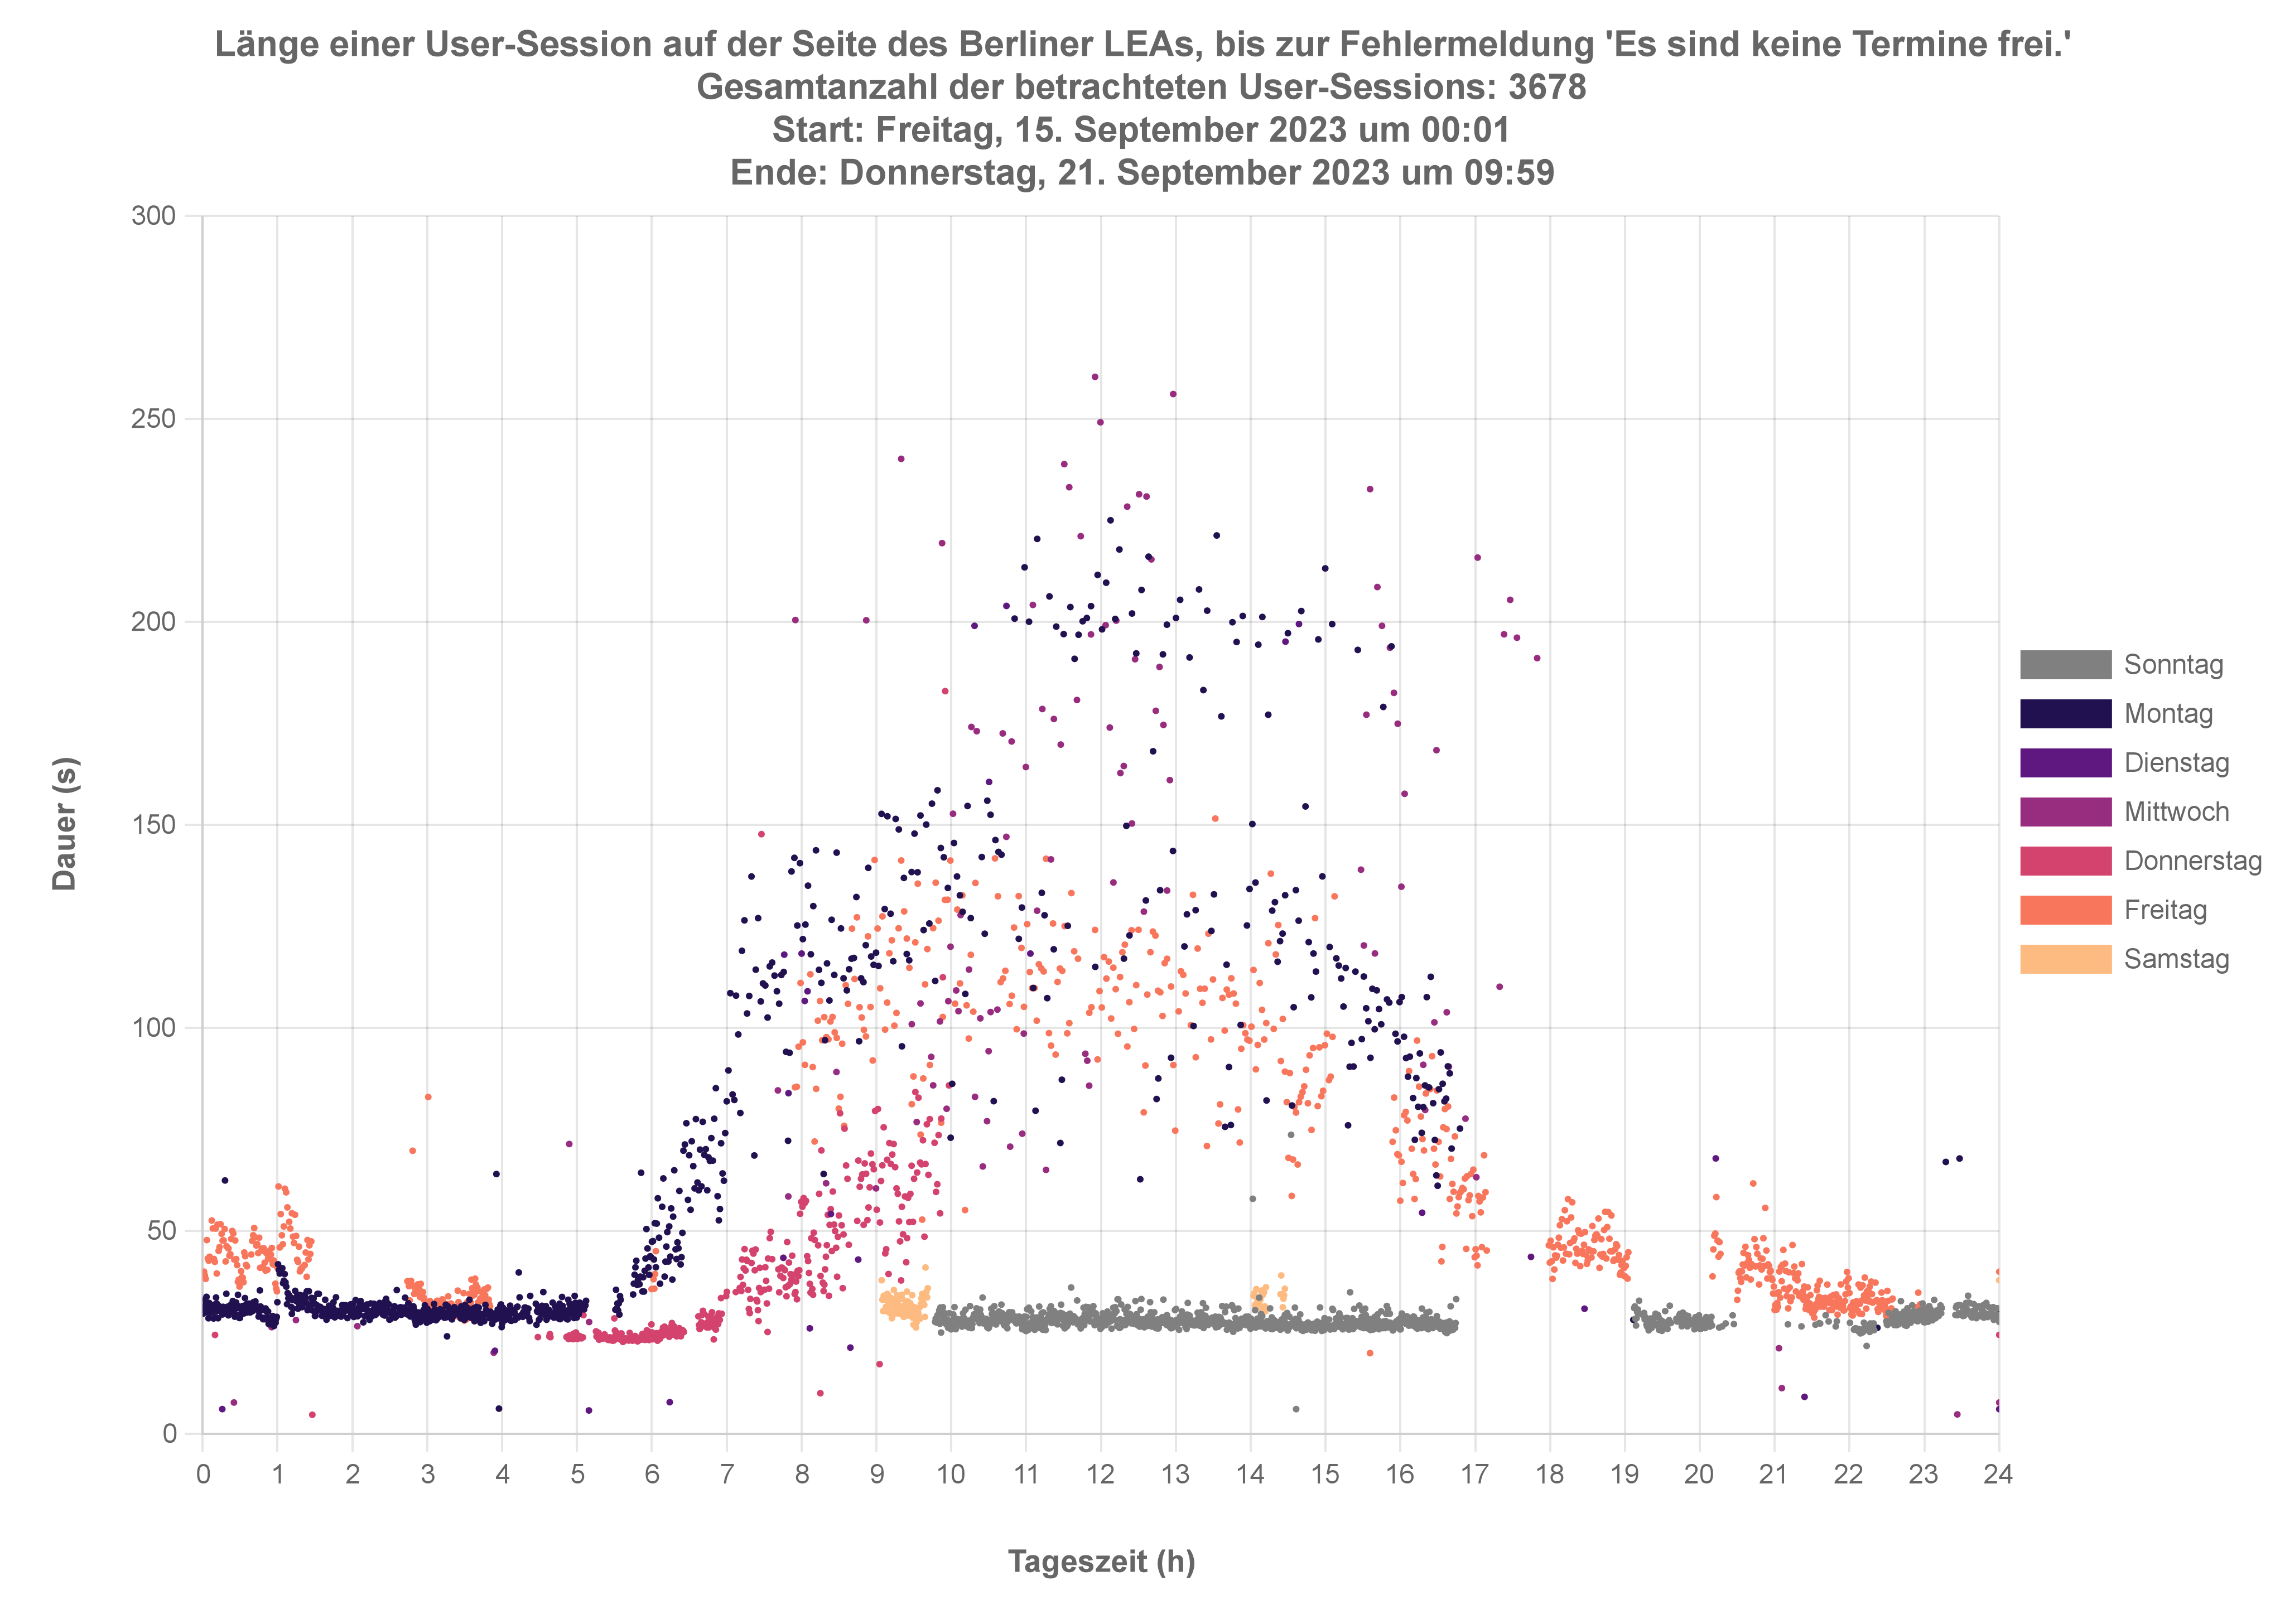 Länge einer User-Session auf der Seite des Berliner LEAs, bis zur Fehlermeldung 'Es sind keine Termine frei.'
Gesamtanzahl der betrachteten User-Sessions: 3678
Start: Freitag, 15. September 2023 um 00:01
Ende: Donnerstag, 21. September 2023 um 09:59
300
250
200
150
100
50
0
Dauer (s)
0 1 2 3 4 5 6 7 8 9 10 11 12 13 14 15 16 17 18 19 20 21 22 23 24
Tageszeit (h)
Sonntag
Montag
Dienstag
Mittwoch
Donnerstag
Freitag
Samstag